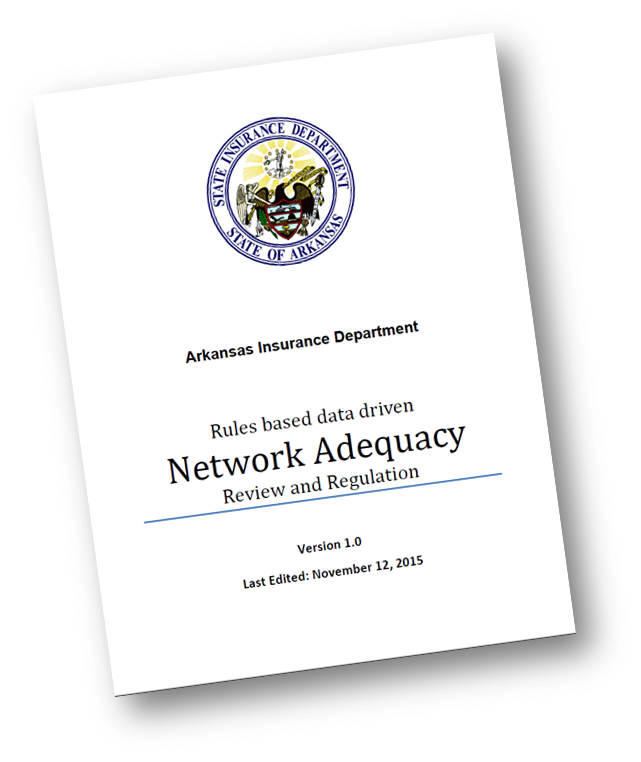 STATE INSURANCE DEPARTMENT
STATE OF ARKANSAS
Arkansas Insurance Department
Rules based data driven
Network Adequacy
Review and Regulation
Version 1.0
Last Edited: November 12, 2015